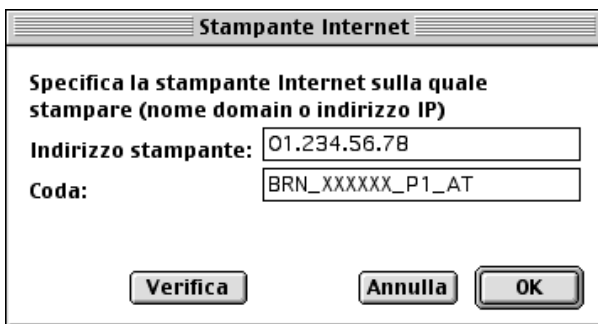 Stampante Internet
Specifica la stampante Internet sulla quale
stampare (nome domain o indirizzo IP)
Indirizzo stampante: 01.234.56.78
Coda: BRN_XXXXXX_P1_AT
Verifica Annulla OK